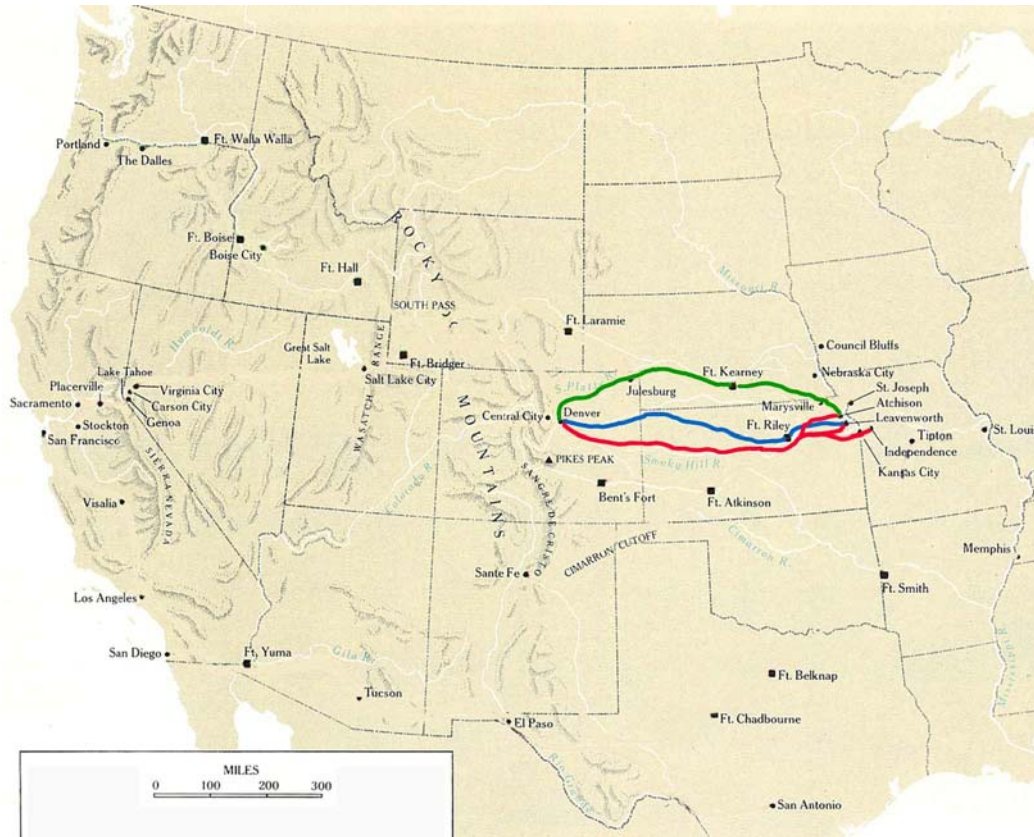 Portland
The Dalles
Ft. Walla Walla
Ft. Boise
Boise City
Ft. Hall
ROCKY
MOUNTAINS
SOUTH PASS
Missouri R.
Ft. Laramie
Humboldt R.
Great Salt
Lake
WASATCH RANGE
Ft. Bridger
Salt Lake City
Council Bluffs
Nebraska City
Ft. Kearney
S. Platte
Julesburg
St. Joseph
Atchison
Leavenworth
Marysville
Lake Tahoe
Placerville
Virginia City
Sacramento
Carson City
Genoa
Stockton
San Francisco
Central City
Denver
Ft. Riley
Tipton
St. Louis
Independence
Kansas City
SIERRA NEVADA
PIKES PEAK
Smoky Hill R.
Colorado R.
SANGRE DE CRISTO
Bent's Fort
Ft. Atkinson
Visalia
CIMARRON CUTOFF
Cimarron R.
Memphis
Sante Fe
Ft. Smith
Los Angeles
San Diego
Ft. Yuma
Gila R.
Tucson
Ft. Belknap
Mississippi R.
El Paso
Ft. Chadbourne
Rio Grande
San Antonio
MILES
0 100 200 300